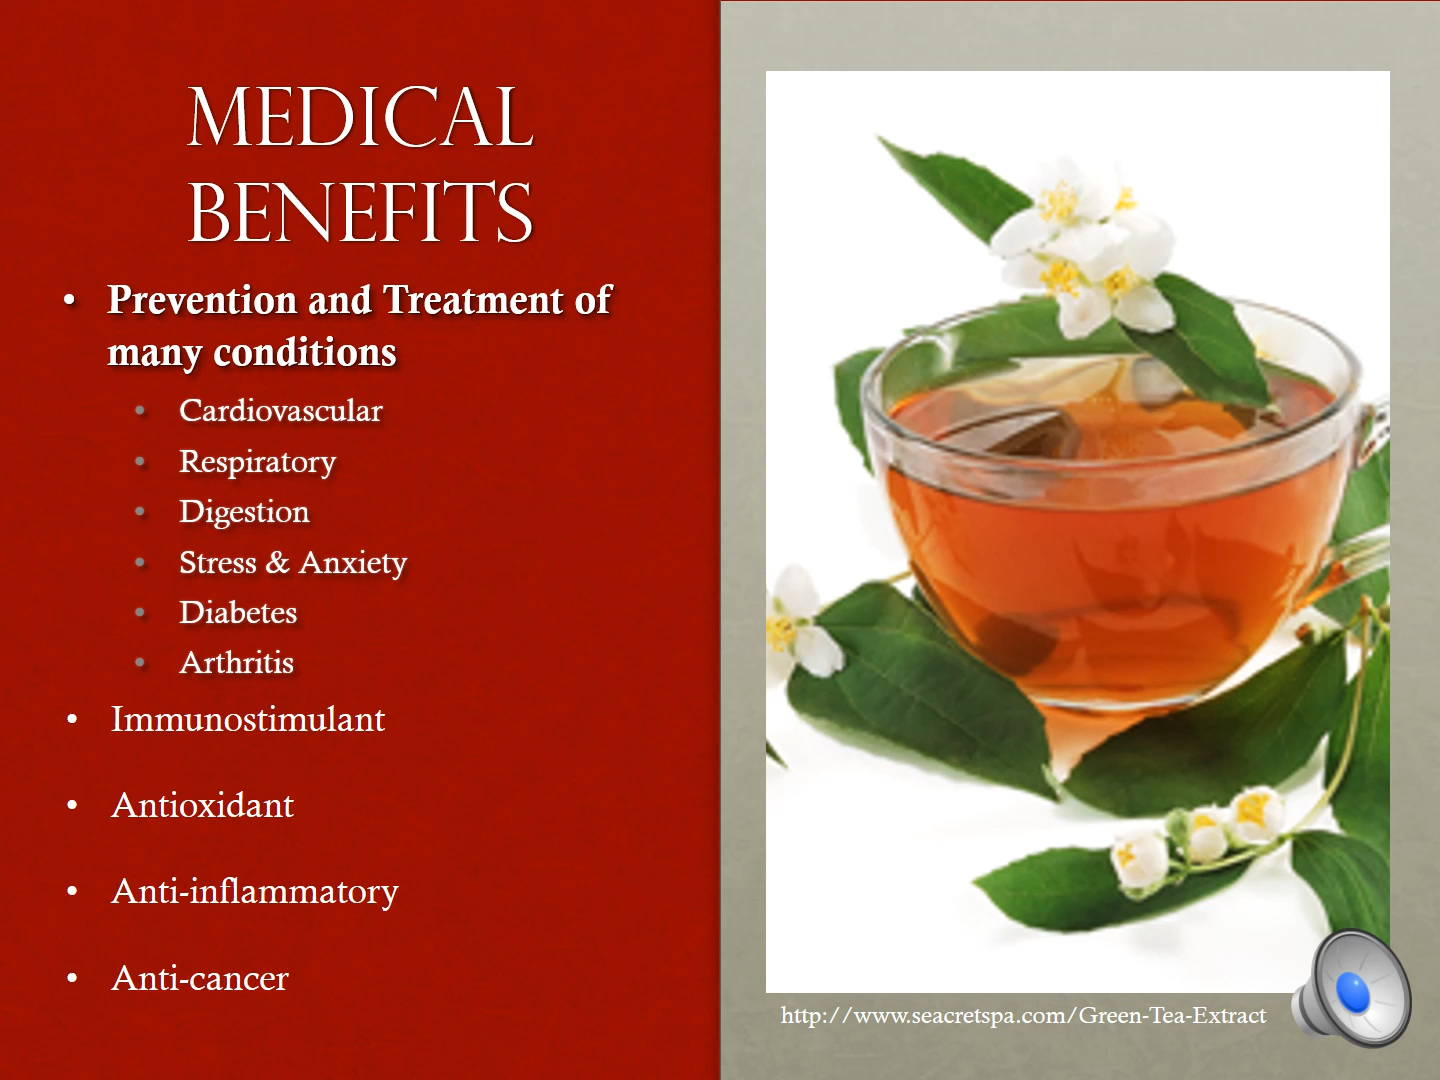 MEDICAL
BENEFITS
• Prevention and Treatment of
many conditions
• Cardiovascular
• Respiratory
• Digestion
• Stress & Anxiety
• Diabetes
• Arthritis
• Immunostimulant
• Antioxidant
• Anti-inflammatory
• Anti-cancer
http://www.seacretspa.com/Green-Tea-Extract